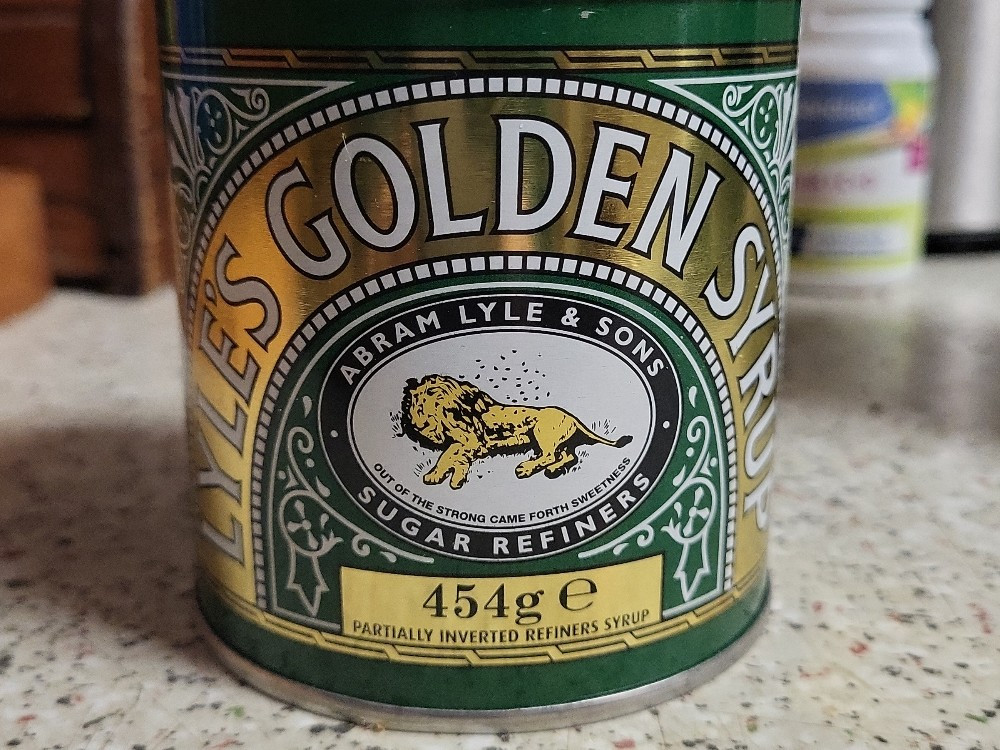 LYLE'S GOLDEN SYRUP
ABRAM LYLE & SONS
OUT OF THE STRONG CAME FORTH SWEETNESS
SUGAR REFINERS
454g ℮
PARTIALLY INVERTED REFINERS SYRUP